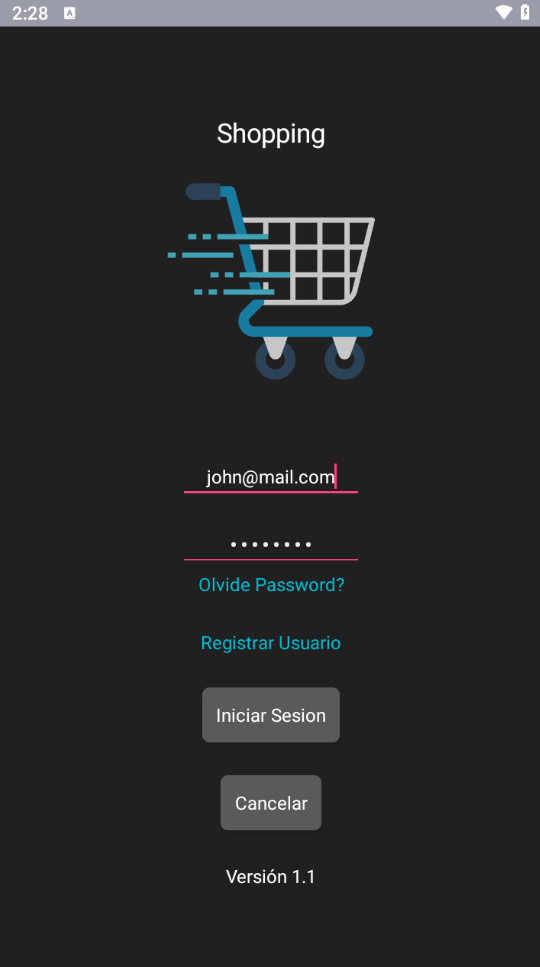 2:28
Shopping
john@mail.com
••••••••
Olvide Password?
Registrar Usuario
Iniciar Sesion
Cancelar
Versión 1.1